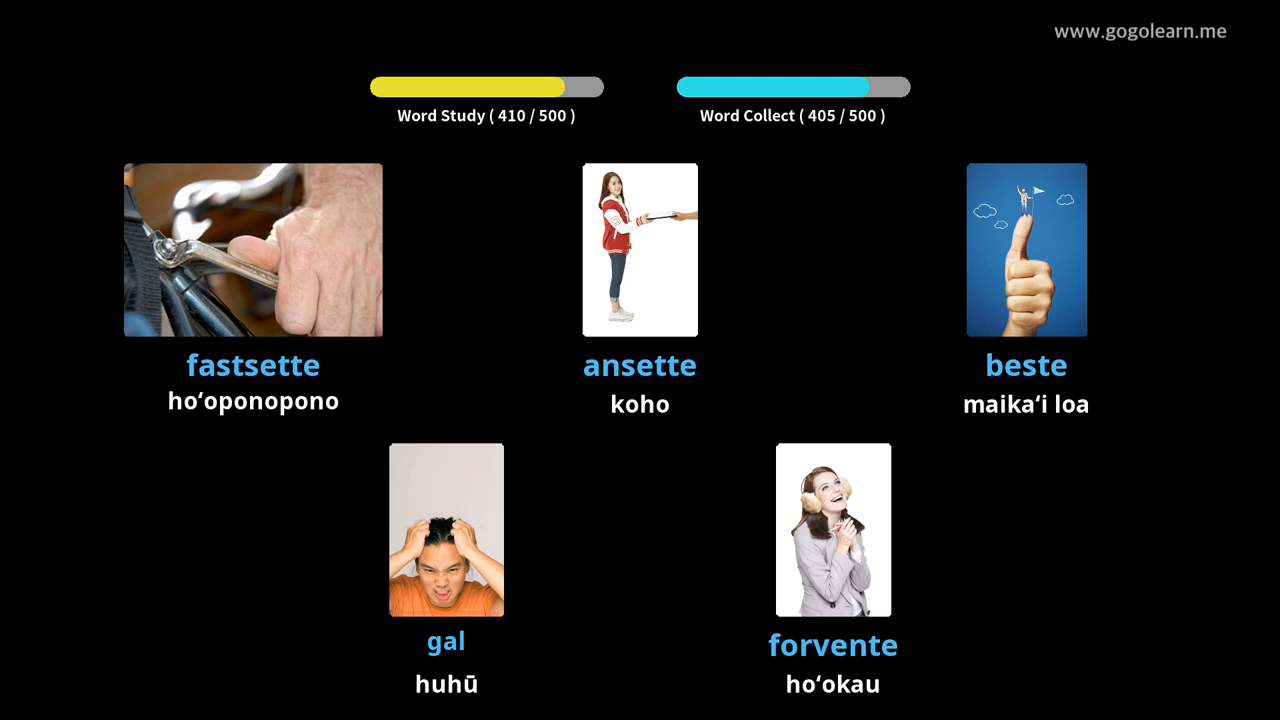 www.gogolearn.me
Word Study ( 410 / 500 )
Word Collect ( 405 / 500 )
fastsette
hoʻoponopono
ansette
koho
beste
maikaʻi loa
gal
huhū
forvente
hoʻokau